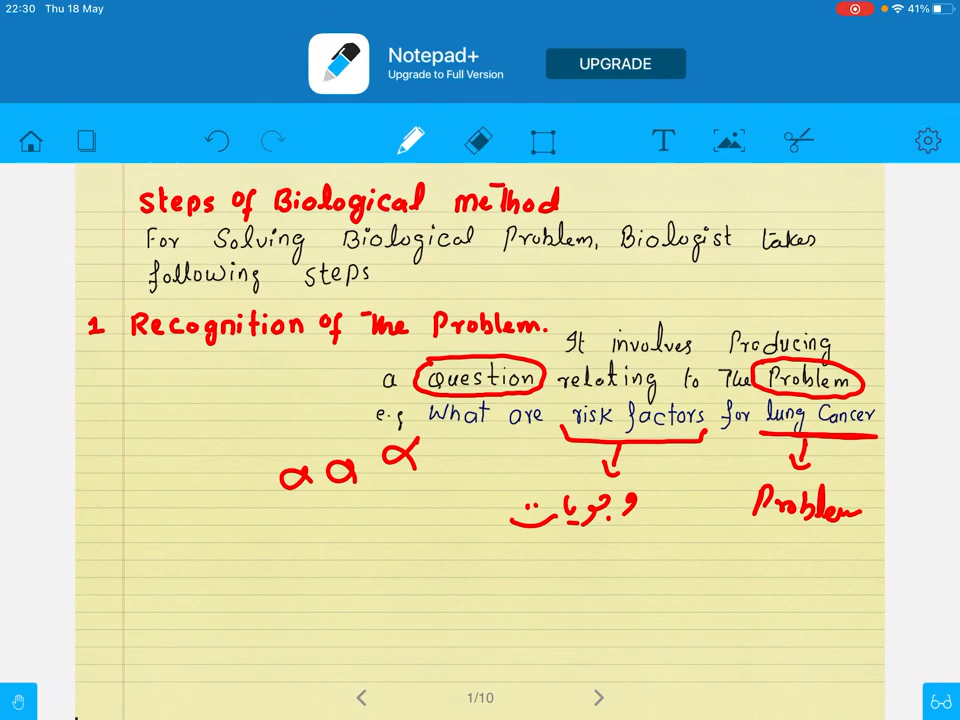 22:30 Thu 18 May
41%
Notepad+
Upgrade to Full Version
UPGRADE
T
Steps of Biological method
For Solving Biological Problem, Biologist takes
following steps
1 Recognition of The Problem.
It involves Producing
a Question relating to The Problem
e.g What are risk factors for lung Cancer
وجوہات
Problem
1/10